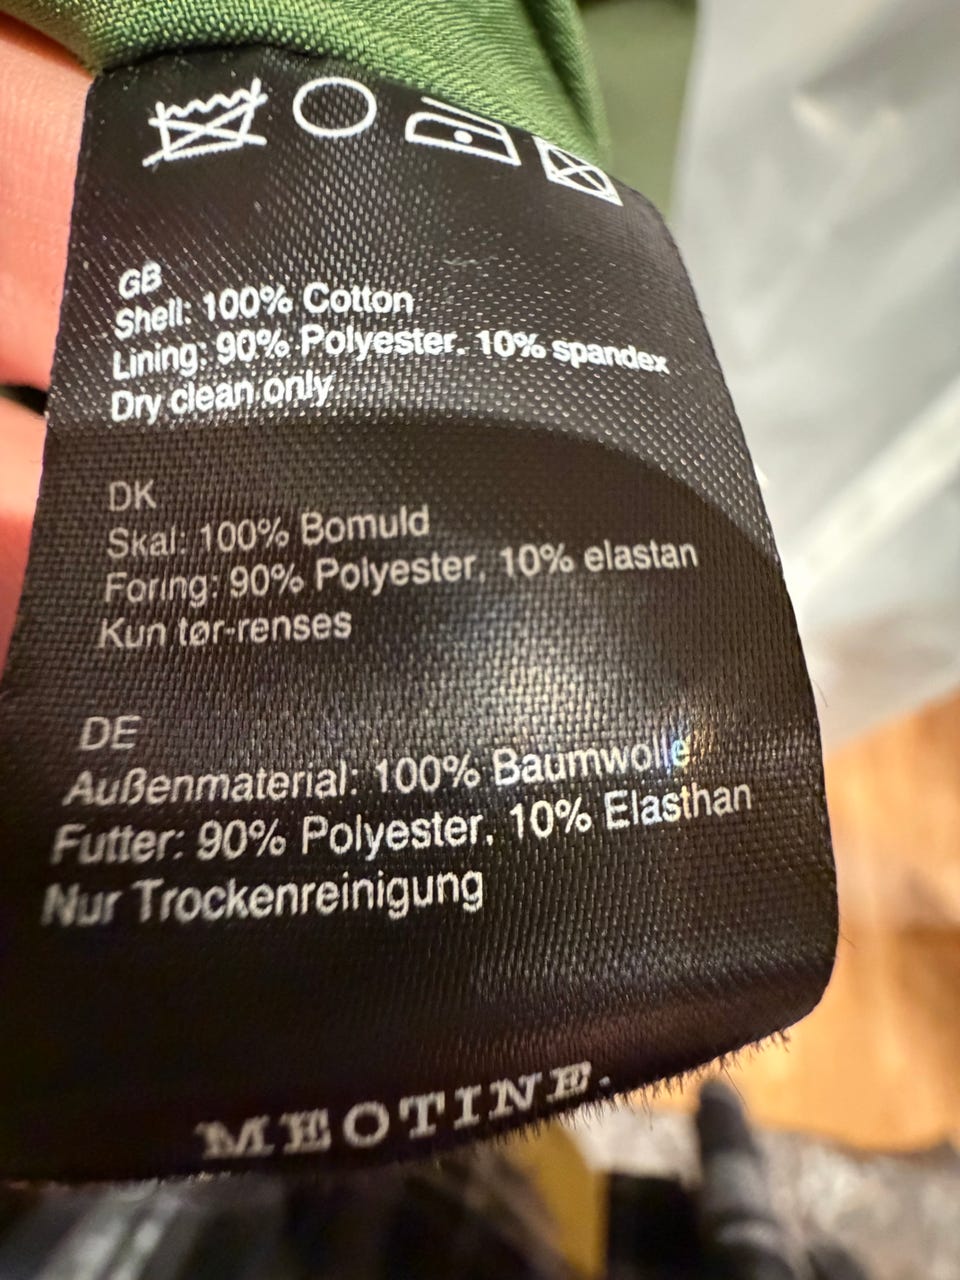 GB
Shell: 100% Cotton
Lining: 90% Polyester. 10% spandex
Dry clean only
DK
Skal: 100% Bomuld
Foring: 90% Polyester, 10% elastan
Kun tør-renses
DE
Außenmaterial: 100% Baumwolle
Futter: 90% Polyester. 10% Elasthan
Nur Trockenreinigung
MEOTINE.